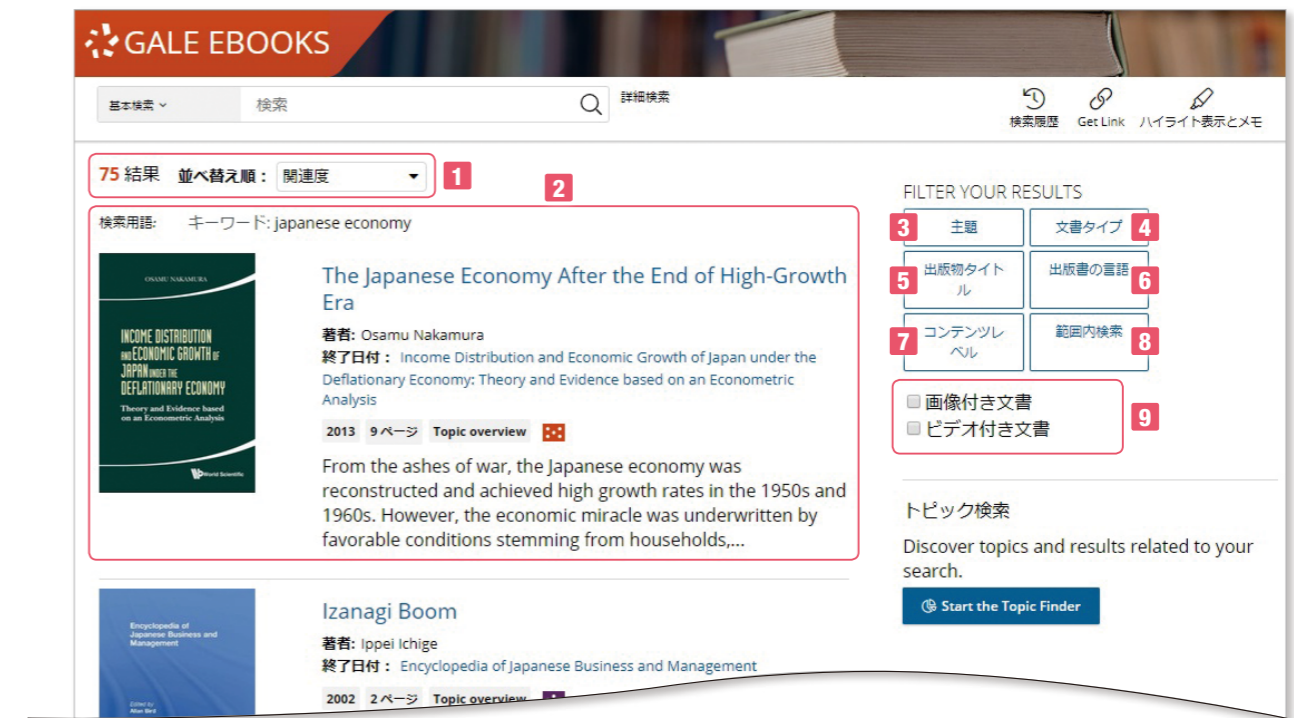 GALE EBOOKS
基本検索
検索
詳細検索
検索履歴
Get Link
ハイライト表示とメモ
75 結果 並べ替え順： 関連度
1
2
検索用語: キーワード: japanese economy
OSAMU NAKAMURA
INCOME DISTRIBUTION
AND ECONOMIC GROWTH OF
JAPAN UNDER THE
DEFLATIONARY ECONOMY
Theory and Evidence based
on an Econometric Analysis
World Scientific
The Japanese Economy After the End of High-Growth
Era
著者: Osamu Nakamura
終了日付： Income Distribution and Economic Growth of Japan under the
Deflationary Economy: Theory and Evidence based on an Econometric
Analysis
2013 9 ページ Topic overview
From the ashes of war, the Japanese economy was
reconstructed and achieved high growth rates in the 1950s and
1960s. However, the economic miracle was underwritten by
favorable conditions stemming from households,...
Encyclopedia of
Japanese Business and
Management
Edited by
Allan Bird
Izanagi Boom
著者: Ippei Ichige
終了日付： Encyclopedia of Japanese Business and Management
2002 2 ページ Topic overview
FILTER YOUR RESULTS
3 主題
文書タイプ 4
5 出版物タイト
ル
出版書の言語 6
7 コンテンツレ
ベル
範囲内検索 8
画像付き文書
ビデオ付き文書
9
トピック検索
Discover topics and results related to your
search.
Start the Topic Finder